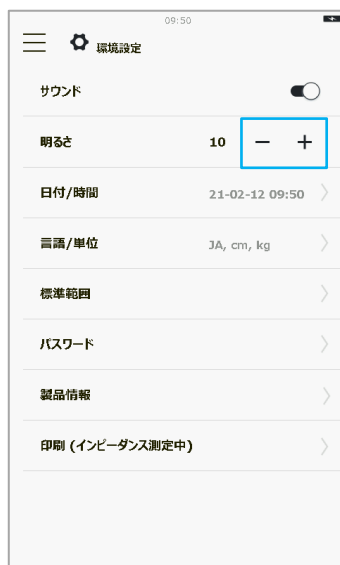 09:50
環境設定
サウンド
明るさ 10 − +
日付/時間 21-02-12 09:50
言語/単位 JA, cm, kg
標準範囲
パスワード
製品情報
印刷 (インピーダンス測定中)